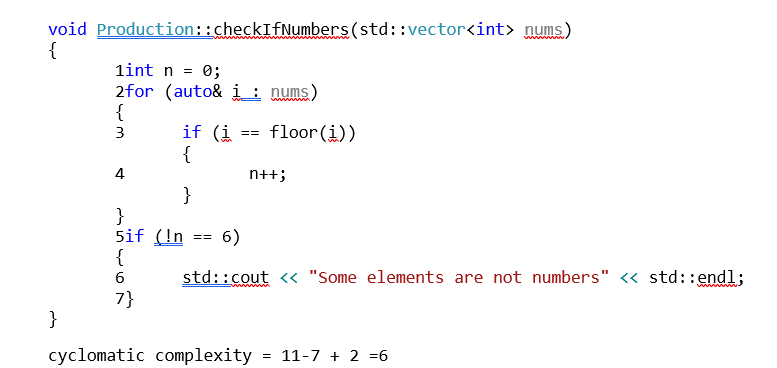 void Production::checkIfNumbers(std::vector<int> nums)
{
1int n = 0;
2for (auto& i : nums)
{
3 if (i == floor(i))
{
4 n++;
}
}
5if (!n == 6)
{
6 std::cout << "Some elements are not numbers" << std::endl;
7}
}
cyclomatic complexity = 11-7 + 2 =6